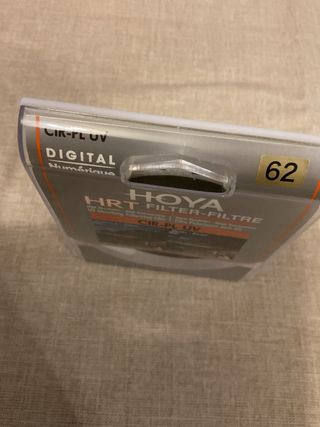 CIR-PL UV
DIGITAL
Numérique
62
HOYA
HRT FILTER-FILTRE
CIR-PL UV